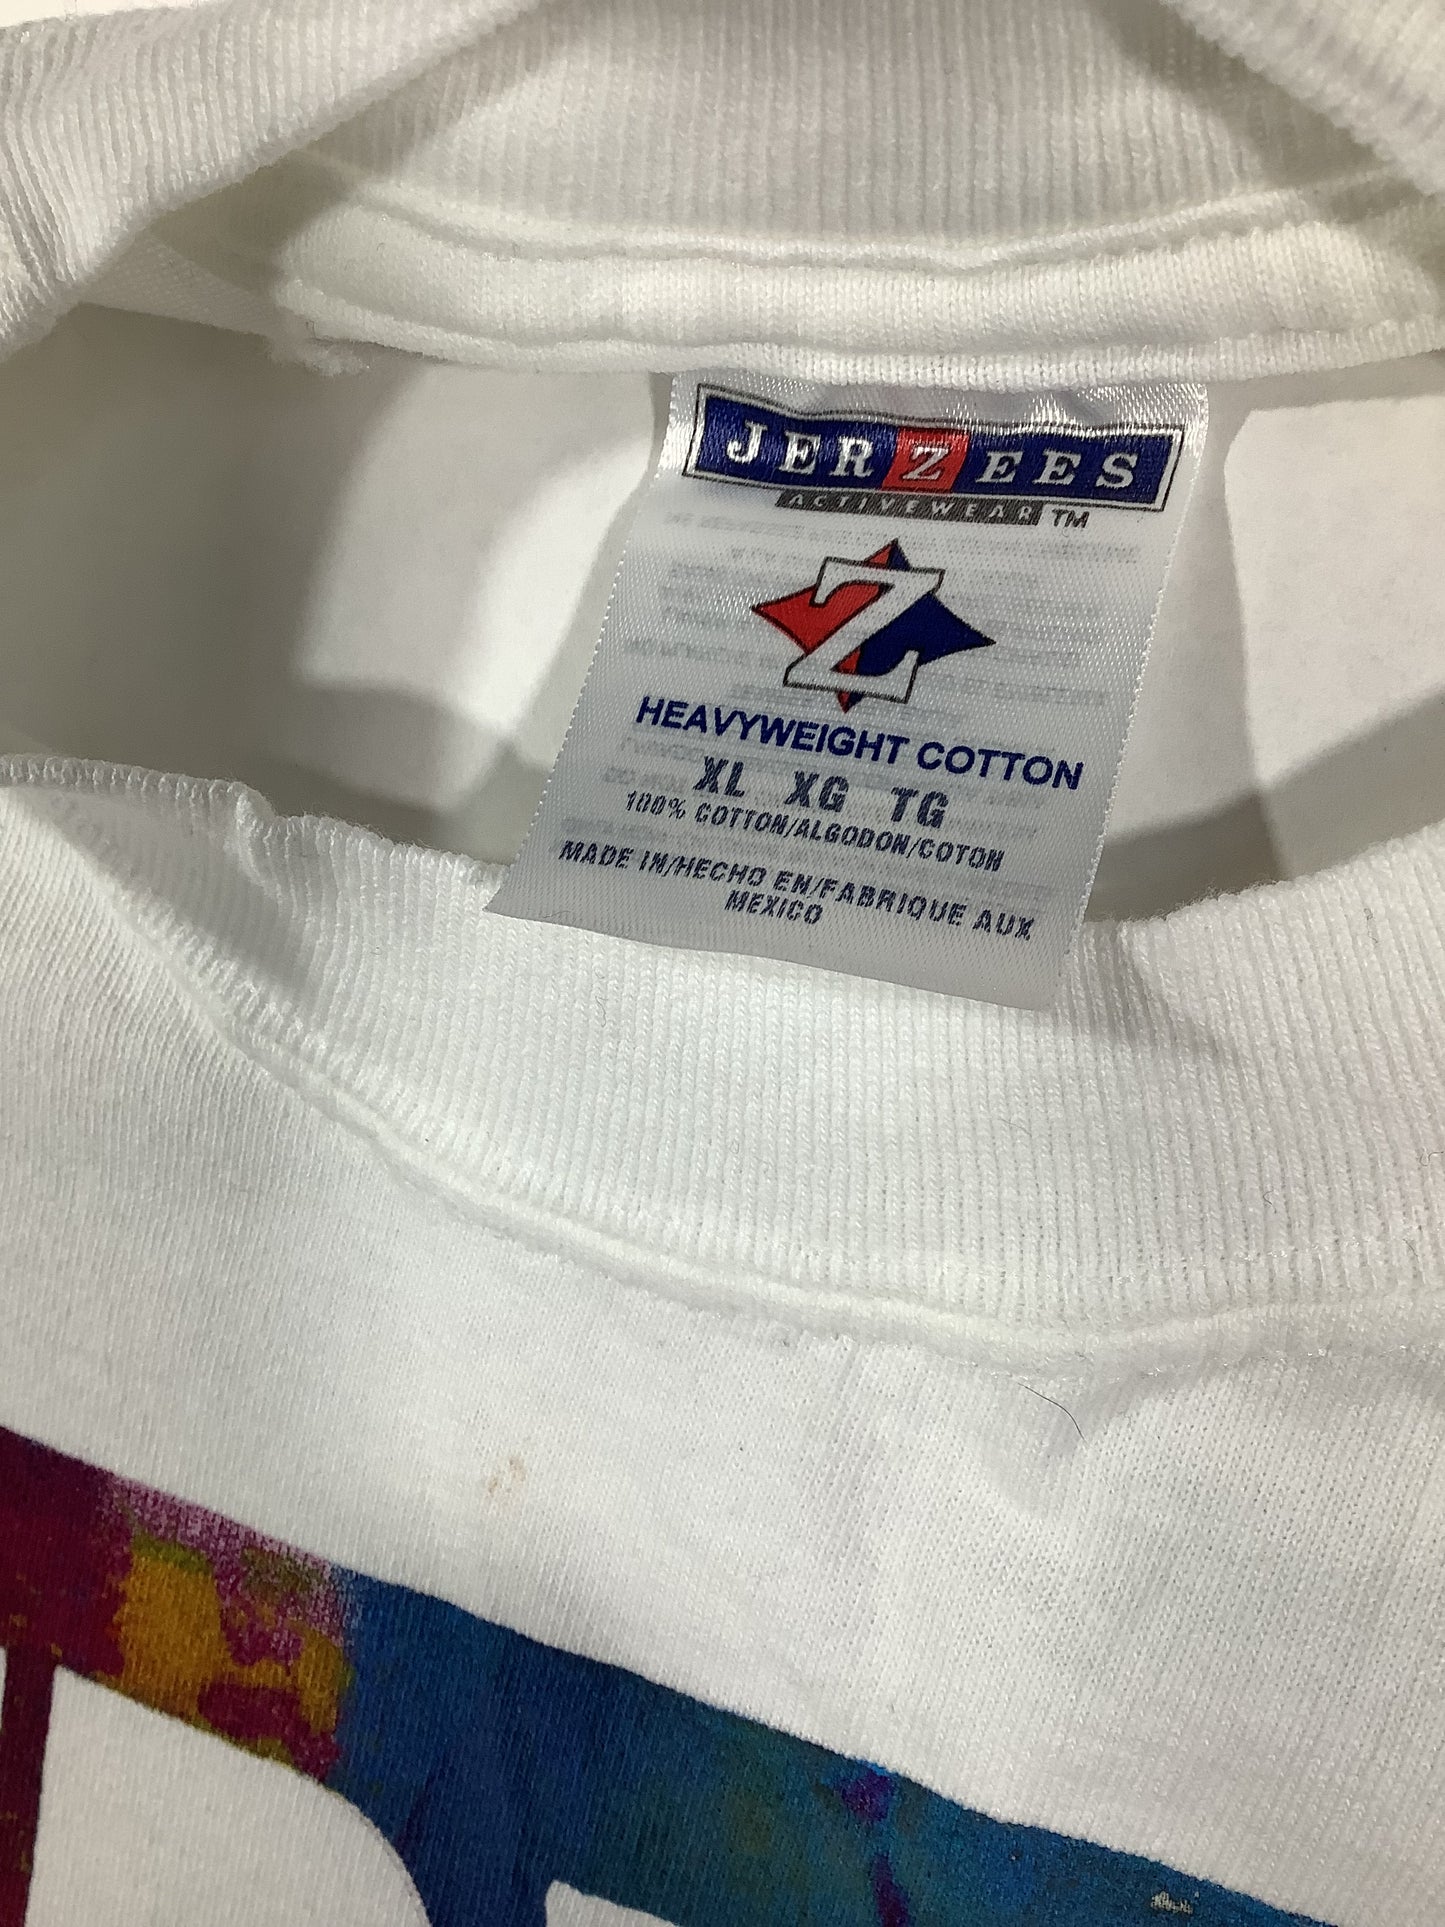 JERZEES
ACTIVEWEAR TM
Z
HEAVYWEIGHT COTTON
XL XG TG
100% COTTON/ALGODON/COTON
MADE IN/HECHO EN/FABRIQUE AUX
MEXICO